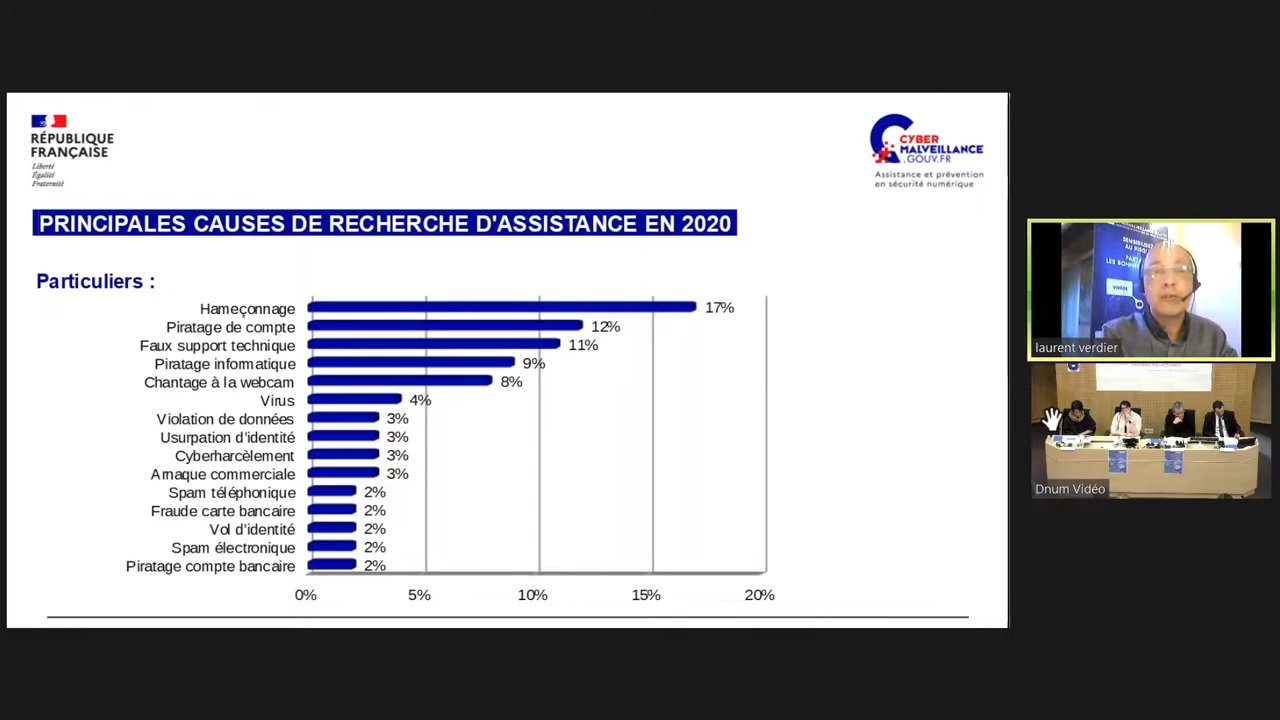 RÉPUBLIQUE
FRANÇAISE
Liberté
Égalité
Fraternité
CYBER
MALVEILLANCE
.GOUV.FR
Assistance et prévention
en sécurité numérique
PRINCIPALES CAUSES DE RECHERCHE D'ASSISTANCE EN 2020
Particuliers :
Hameçonnage 17%
Piratage de compte 12%
Faux support technique 11%
Piratage informatique 9%
Chantage à la webcam 8%
Virus 4%
Violation de données 3%
Usurpation d'identité 3%
Cyberharcèlement 3%
Arnaque commerciale 3%
Spam téléphonique 2%
Fraude carte bancaire 2%
Vol d'identité 2%
Spam électronique 2%
Piratage compte bancaire 2%
0% 5% 10% 15% 20%
SENSIBILISEZ
AU
LES
laurent verdier
Dnum Vidéo